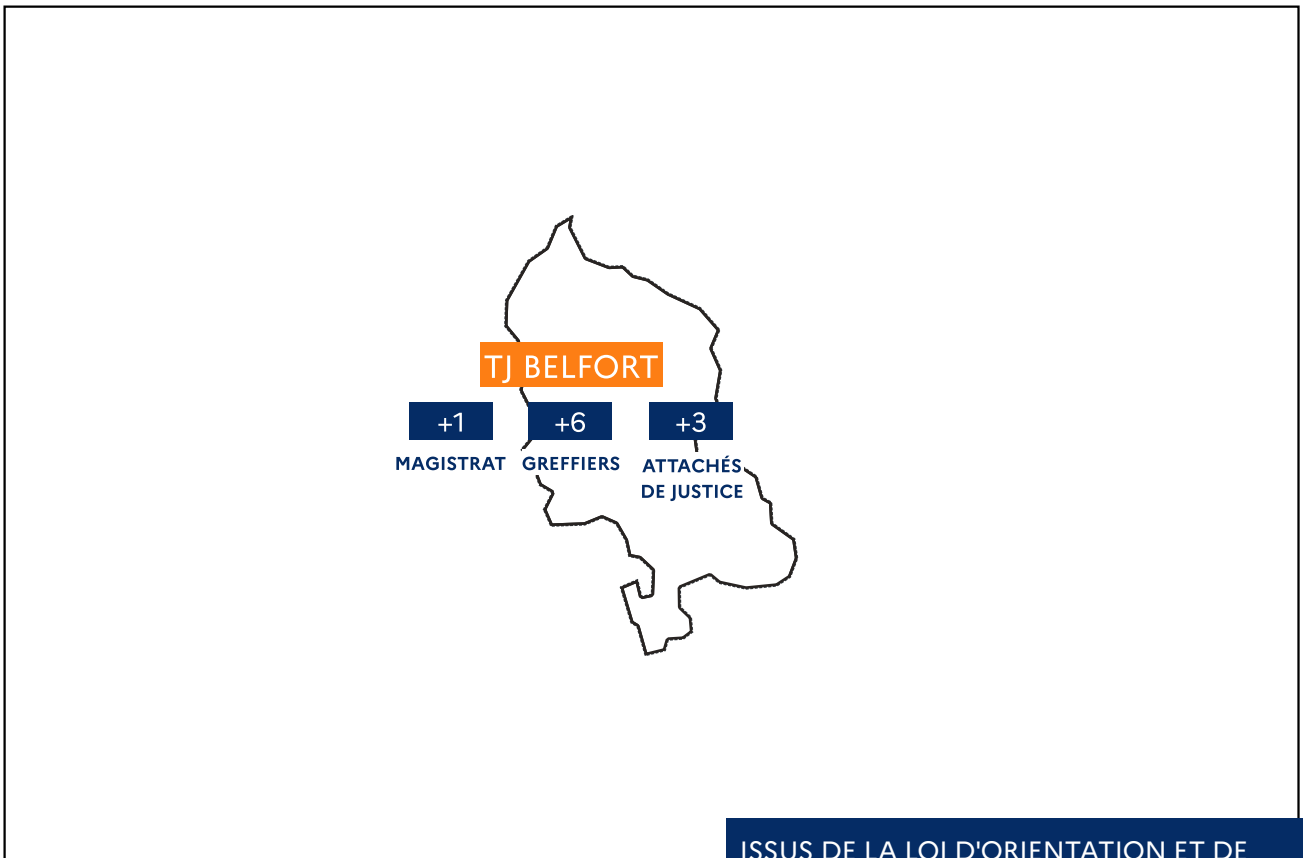 TJ BELFORT
+1
+6
+3
MAGISTRAT
GREFFIERS
ATTACHÉS
DE JUSTICE
ISSUS DE LA LOI D'ORIENTATION ET DE